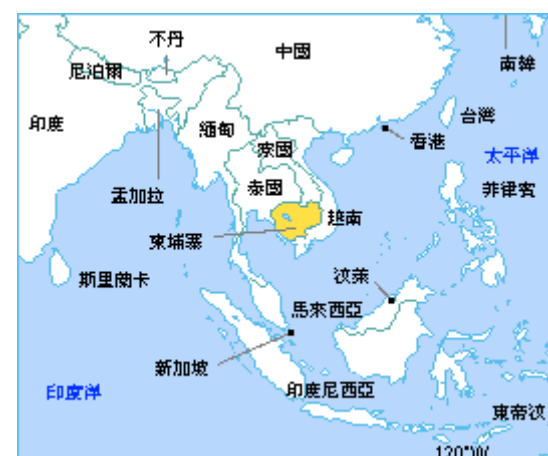 不丹
中國
尼泊爾
南韓
台灣
印度
緬甸
香港
寮國
太平洋
泰國
菲律賓
孟加拉
越南
柬埔寨
汶萊
斯里蘭卡
馬來西亞
新加坡
印度洋
印度尼西亞
東帝汶